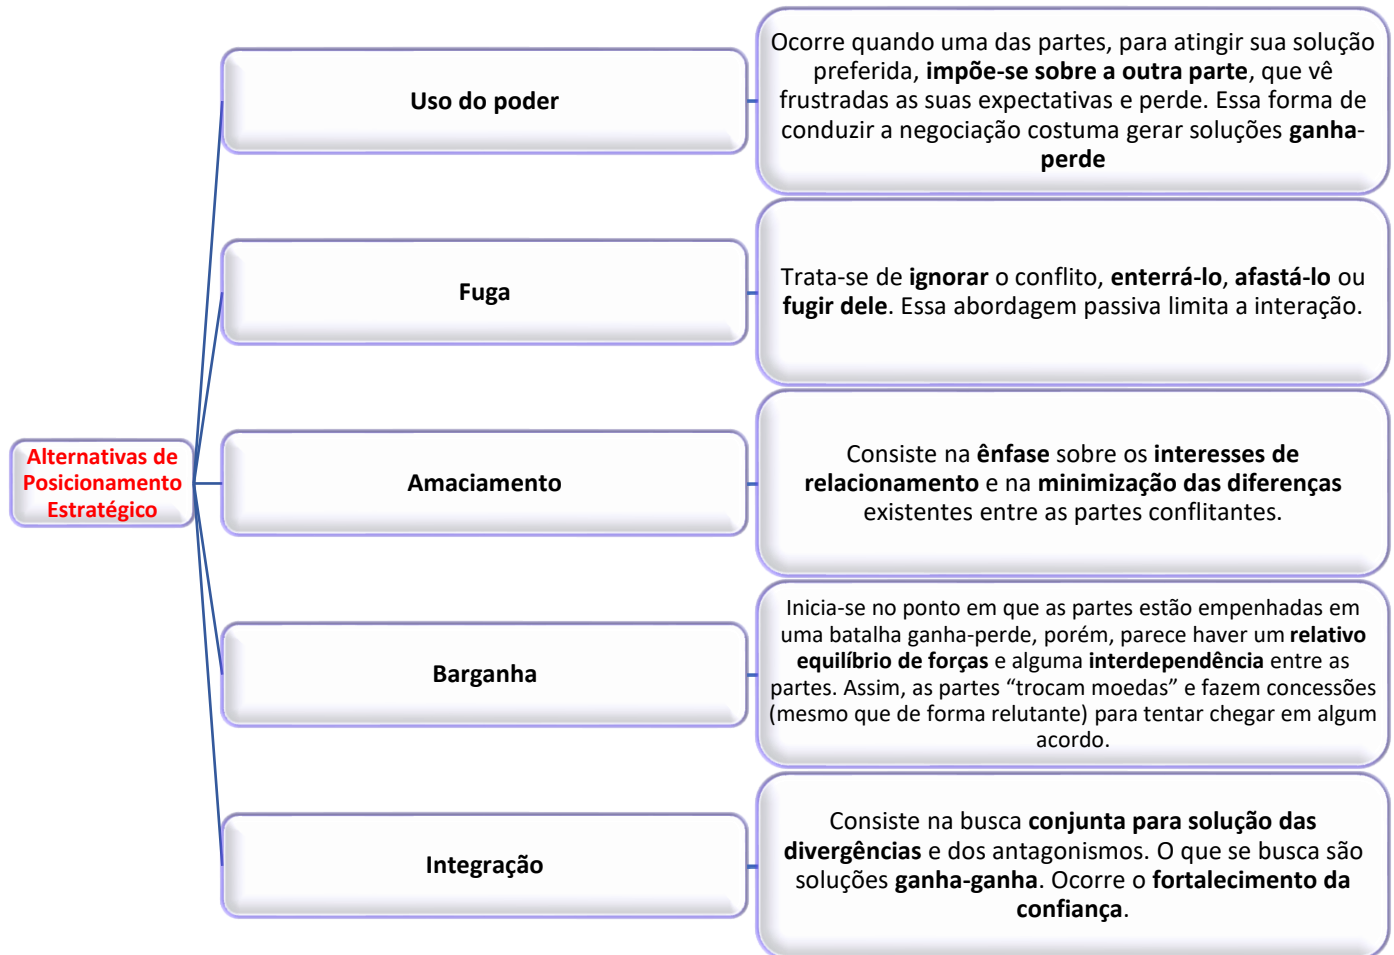 Alternativas de
Posicionamento
Estratégico
Uso do poder
Ocorre quando uma das partes, para atingir sua solução
preferida, impõe-se sobre a outra parte, que vê
frustradas as suas expectativas e perde. Essa forma de
conduzir a negociação costuma gerar soluções ganha-
perde
Fuga
Trata-se de ignorar o conflito, enterrá-lo, afastá-lo ou
fugir dele. Essa abordagem passiva limita a interação.
Amaciamento
Consiste na ênfase sobre os interesses de
relacionamento e na minimização das diferenças
existentes entre as partes conflitantes.
Barganha
Inicia-se no ponto em que as partes estão empenhadas em
uma batalha ganha-perde, porém, parece haver um relativo
equilíbrio de forças e alguma interdependência entre as
partes. Assim, as partes “trocam moedas” e fazem concessões
(mesmo que de forma relutante) para tentar chegar em algum
acordo.
Integração
Consiste na busca conjunta para solução das
divergências e dos antagonismos. O que se busca são
soluções ganha-ganha. Ocorre o fortalecimento da
confiança.